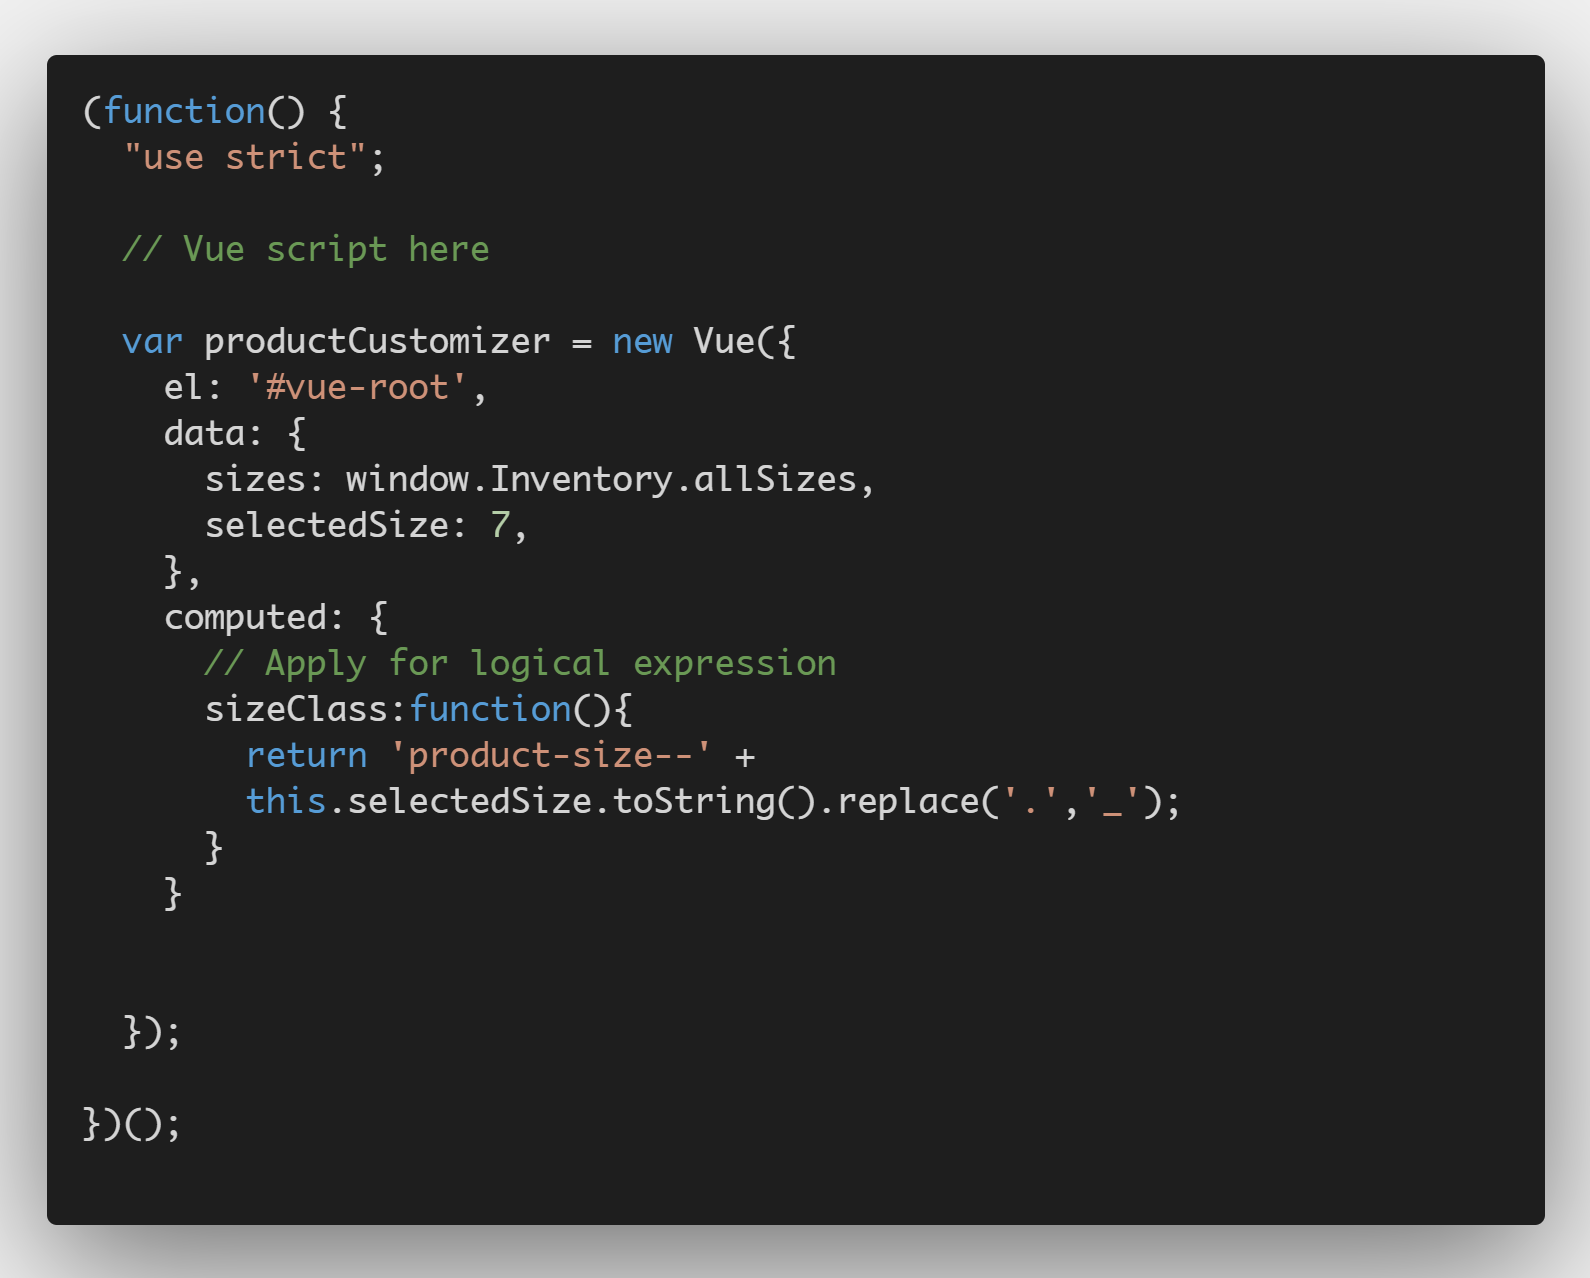 (function() {
  "use strict";

  // Vue script here

  var productCustomizer = new Vue({
    el: '#vue-root',
    data: {
      sizes: window.Inventory.allSizes,
      selectedSize: 7,
    },
    computed: {
      // Apply for logical expression
      sizeClass:function(){
        return 'product-size--' +
        this.selectedSize.toString().replace('.','_');
      }
    }


  });

})();